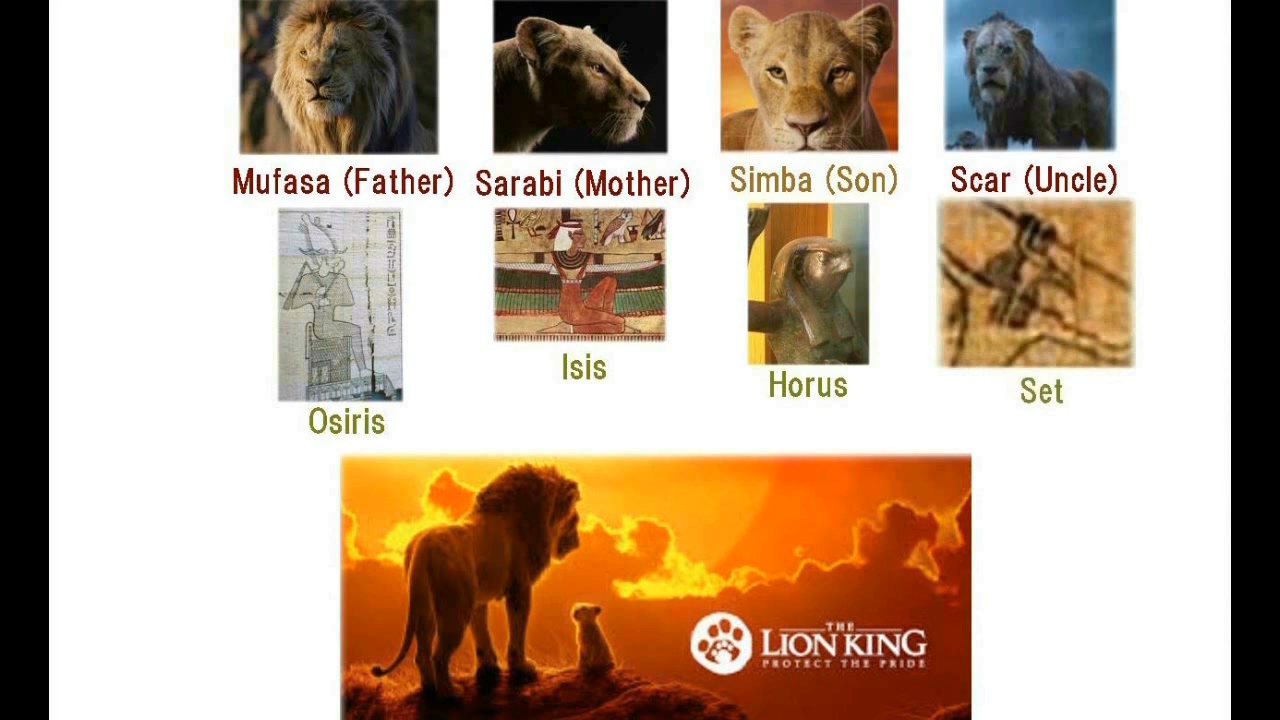 Mufasa (Father)
Sarabi (Mother)
Simba (Son)
Scar (Uncle)
Osiris
Isis
Horus
Set
THE
LION KING
PROTECT THE PRIDE